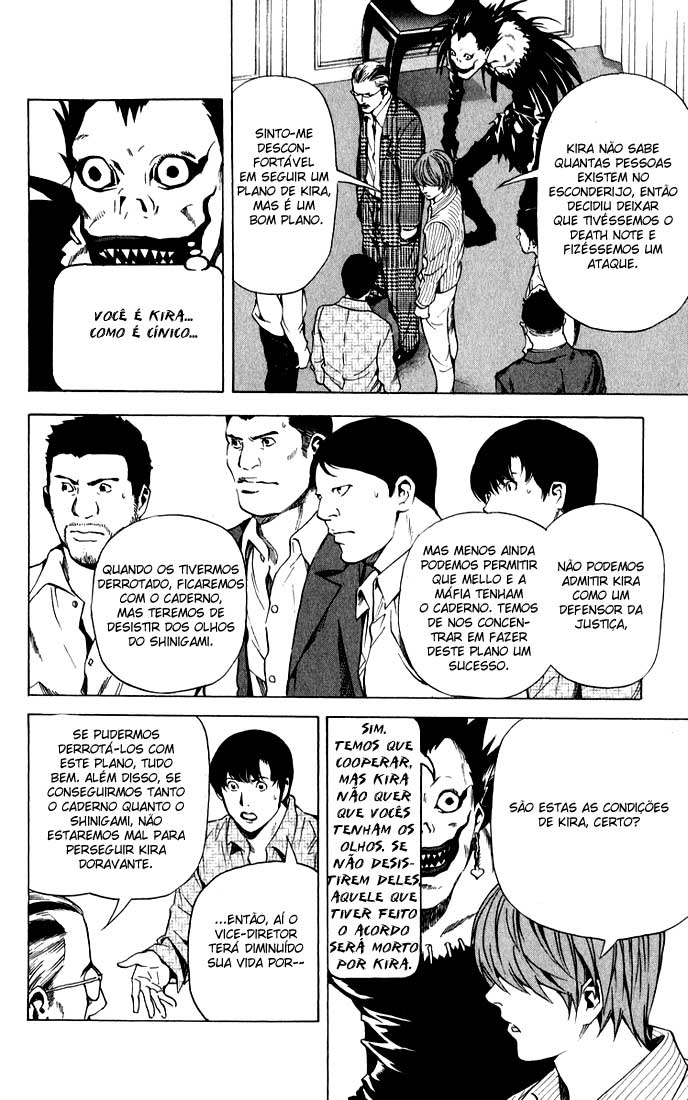 KIRA NÃO SABE
QUANTAS PESSOAS
EXISTEM NO
ESCONDERIJO, ENTÃO
DECIDIU DEIXAR
QUE TIVÉSSEMOS O
DEATH NOTE E
FIZÉSSEMOS UM
ATAQUE.
SINTO-ME
DESCON-
FORTÁVEL
EM SEGUIR UM
PLANO DE KIRA,
MAS É UM
BOM PLANO.
VOCÊ É KIRA...
COMO É CÍNICO...
NÃO PODEMOS
ADMITIR KIRA
COMO UM
DEFENSOR DA
JUSTIÇA,
MAS MENOS AINDA
PODEMOS PERMITIR
QUE MELLO E A
MÁFIA TENHAM
O CADERNO. TEMOS
DE NOS CONCEN-
TRAR EM FAZER
DESTE PLANO UM
SUCESSO.
QUANDO OS TIVERMOS
DERROTADO, FICAREMOS
COM O CADERNO,
MAS TEREMOS DE
DESISTIR DOS OLHOS
DO SHINIGAMI.
SÃO ESTAS AS CONDIÇÕES
DE KIRA, CERTO?
SIM.
TEMOS QUE
COOPERAR,
MAS KIRA
NÃO QUER
QUE VOCÊS
TENHAM OS
OLHOS. SE
NÃO DESIS-
TIREM DELES,
AQUELE QUE
TIVER FEITO
O ACORDO
SERÁ MORTO
POR KIRA.
SE PUDERMOS
DERROTÁ-LOS COM
ESTE PLANO, TUDO
BEM. ALÉM DISSO, SE
CONSEGUIRMOS TANTO
O CADERNO QUANTO O
SHINIGAMI, NÃO
ESTAREMOS MAL PARA
PERSEGUIR KIRA
DORAVANTE.
...ENTÃO, AÍ O
VICE-DIRETOR
TERÁ DIMINUÍDO
SUA VIDA POR--